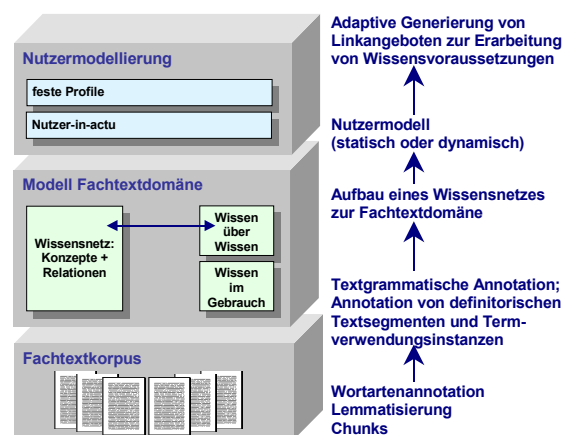 Nutzermodellierung
feste Profile
Nutzer-in-actu
Modell Fachtextdomäne
Wissensnetz:
Konzepte +
Relationen
Wissen
über
Wissen
Wissen
im
Gebrauch
Fachtextkorpus
Adaptive Generierung von
Linkangeboten zur Erarbeitung
von Wissensvoraussetzungen
Nutzermodell
(statisch oder dynamisch)
Aufbau eines Wissensnetzes
zur Fachtextdomäne
Textgrammatische Annotation;
Annotation von definitorischen
Textsegmenten und Term-
verwendungsinstanzen
Wortartenannotation
Lemmatisierung
Chunks